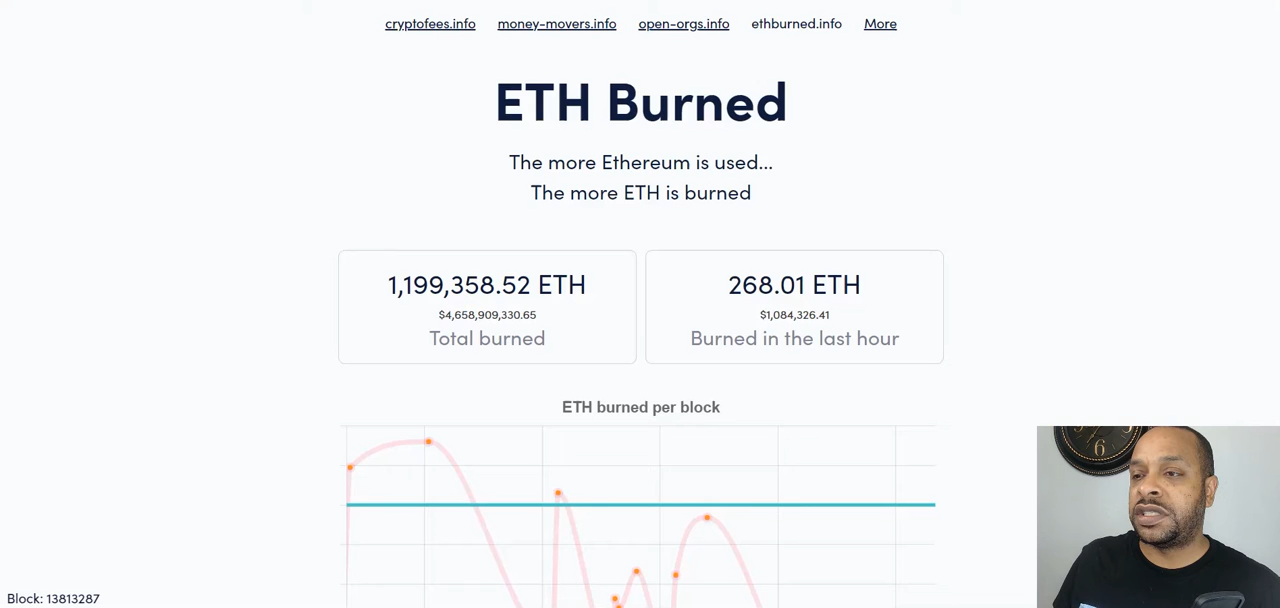 cryptofees.info money-movers.info open-orgs.info ethburned.info More
ETH Burned
The more Ethereum is used...
The more ETH is burned
1,199,358.52 ETH
$4,658,909,330.65
Total burned
268.01 ETH
$1,084,326.41
Burned in the last hour
ETH burned per block
6
Block: 13813287